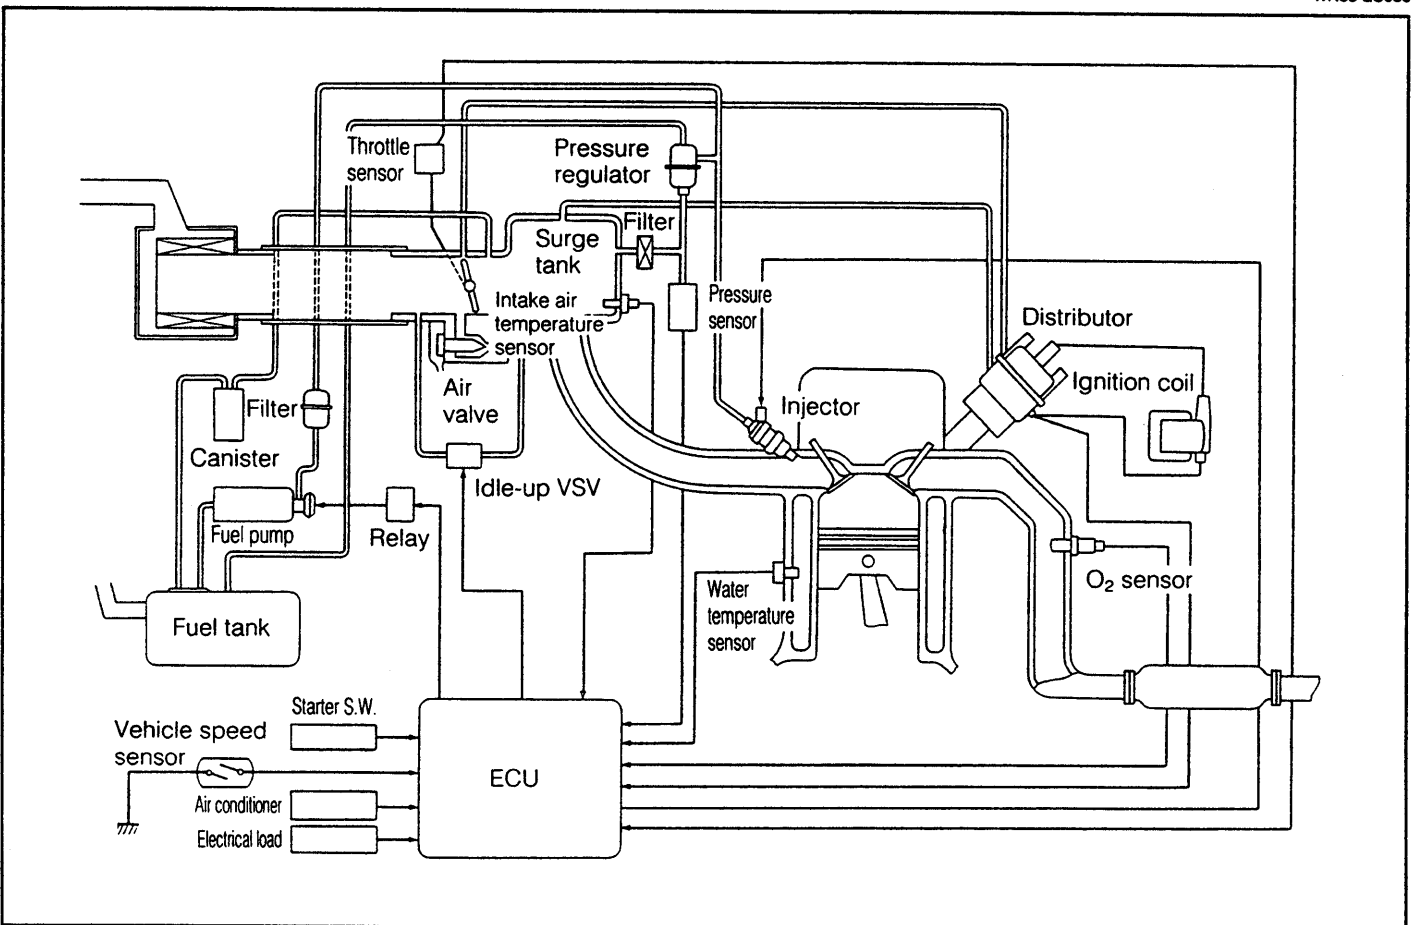 Throttle
sensor
Pressure
regulator
Filter
Surge
tank
Intake air
temperature
sensor
Pressure
sensor
Distributor
Ignition coil
Injector
Air
valve
Filter
Canister
Idle-up VSV
Fuel pump
Relay
O₂ sensor
Water
temperature
sensor
Fuel tank
Starter S.W.
Vehicle speed
sensor
ECU
Air conditioner
Electrical load